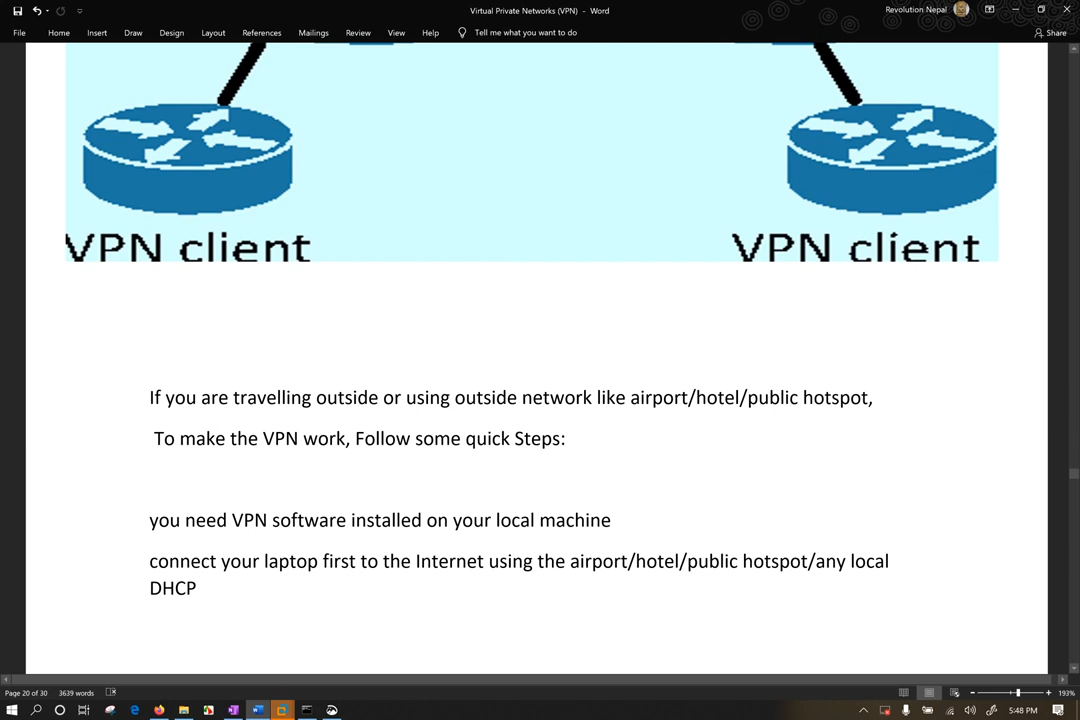 Virtual Private Networks (VPN) - Word
Revolution Nepal
File Home Insert Draw Design Layout References Mailings Review View Help Tell me what you want to do
Share
VPN client VPN client
If you are travelling outside or using outside network like airport/hotel/public hotspot,
To make the VPN work, Follow some quick Steps:
you need VPN software installed on your local machine
connect your laptop first to the Internet using the airport/hotel/public hotspot/any local
DHCP
Page 20 of 30 3639 words
193%
5:48 PM